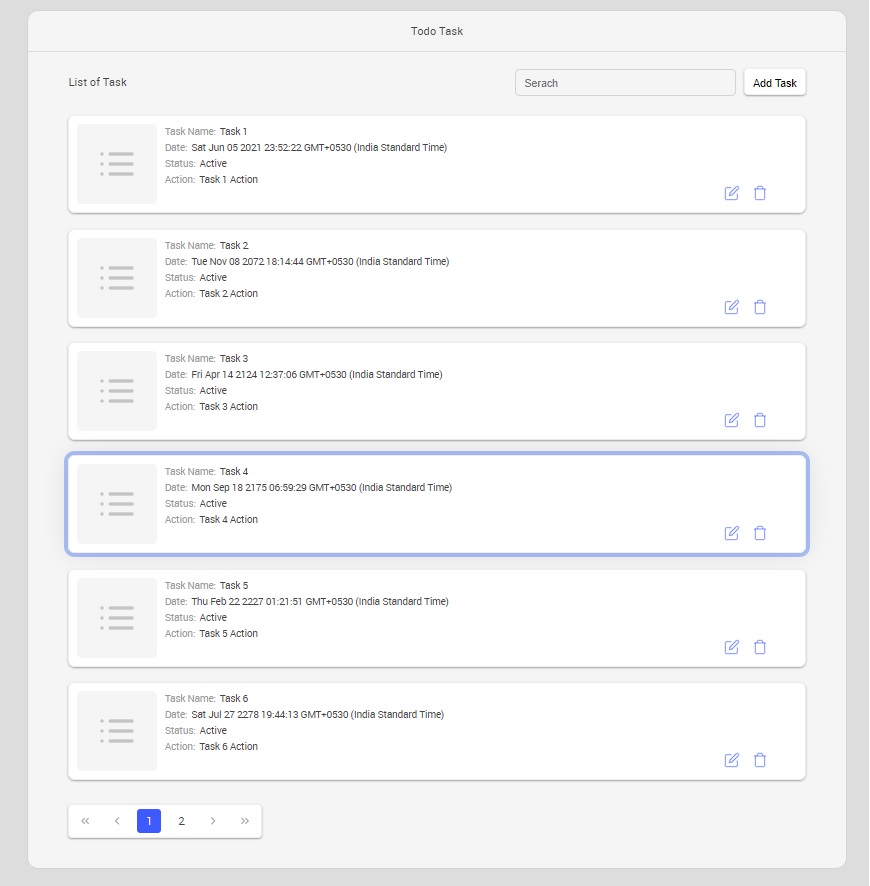 Todo Task
List of Task
Serach
Add Task
Task Name: Task 1
Date: Sat Jun 05 2021 23:52:22 GMT+0530 (India Standard Time)
Status: Active
Action: Task 1 Action
Task Name: Task 2
Date: Tue Nov 08 2072 18:14:44 GMT+0530 (India Standard Time)
Status: Active
Action: Task 2 Action
Task Name: Task 3
Date: Fri Apr 14 2124 12:37:06 GMT+0530 (India Standard Time)
Status: Active
Action: Task 3 Action
Task Name: Task 4
Date: Mon Sep 18 2175 06:59:29 GMT+0530 (India Standard Time)
Status: Active
Action: Task 4 Action
Task Name: Task 5
Date: Thu Feb 22 2227 01:21:51 GMT+0530 (India Standard Time)
Status: Active
Action: Task 5 Action
Task Name: Task 6
Date: Sat Jul 27 2278 19:44:13 GMT+0530 (India Standard Time)
Status: Active
Action: Task 6 Action
« ‹ 1 2 › »